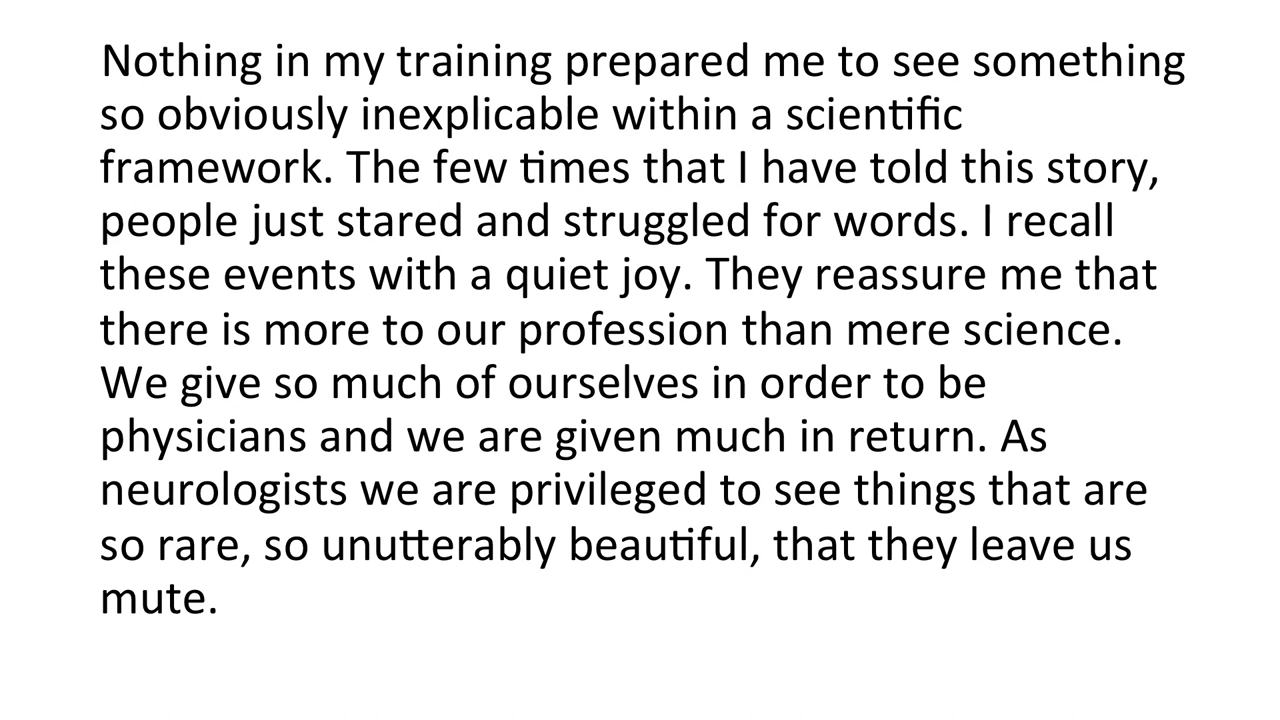 Nothing in my training prepared me to see something
so obviously inexplicable within a scientific
framework. The few times that I have told this story,
people just stared and struggled for words. I recall
these events with a quiet joy. They reassure me that
there is more to our profession than mere science.
We give so much of ourselves in order to be
physicians and we are given much in return. As
neurologists we are privileged to see things that are
so rare, so unutterably beautiful, that they leave us
mute.